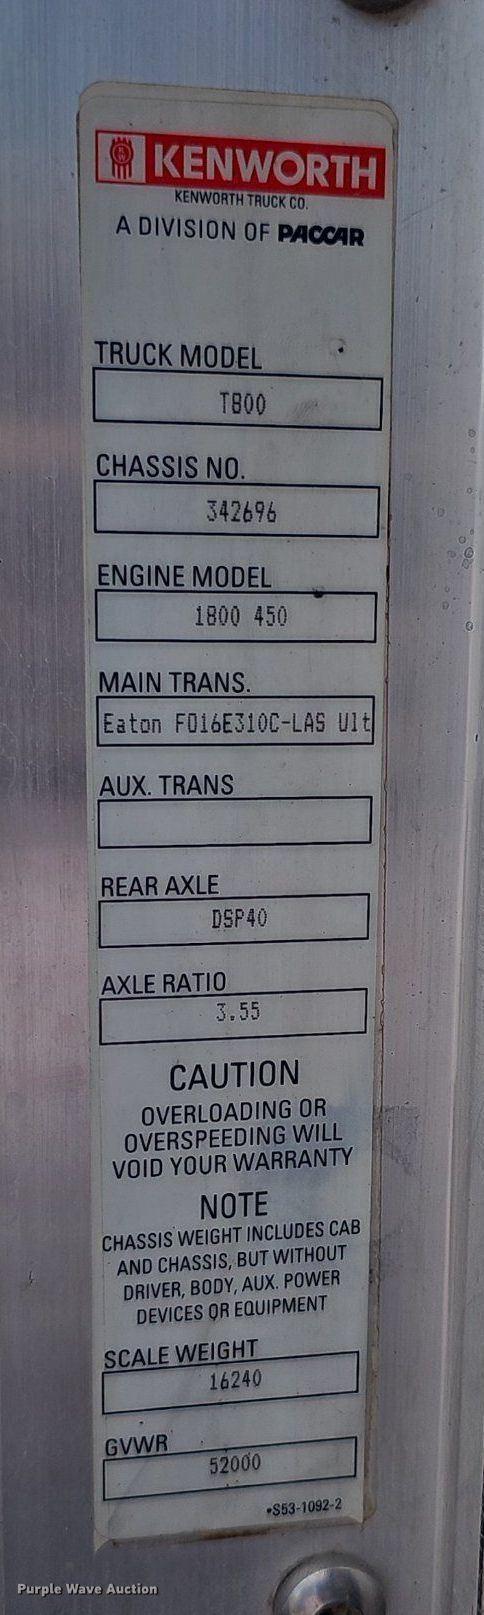 KENWORTH
KENWORTH TRUCK CO.
A DIVISION OF PACCAR
TRUCK MODEL
T800
CHASSIS NO.
342696
ENGINE MODEL
1800 450
MAIN TRANS.
Eaton FO16E310C-LAS Ult
AUX. TRANS
REAR AXLE
DSP40
AXLE RATIO
3.55
CAUTION
OVERLOADING OR
OVERSPEEDING WILL
VOID YOUR WARRANTY
NOTE
CHASSIS WEIGHT INCLUDES CAB
AND CHASSIS, BUT WITHOUT
DRIVER, BODY, AUX. POWER
DEVICES OR EQUIPMENT
SCALE WEIGHT
16240
GVWR
52000
•S53-1092-2
Purple Wave Auction